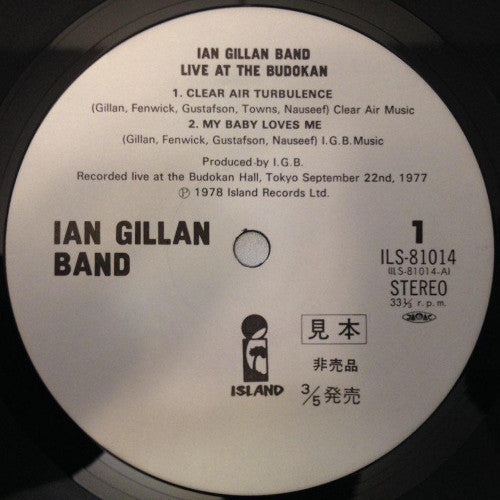 IAN GILLAN BAND
LIVE AT THE BUDOKAN
1. CLEAR AIR TURBULENCE
(Gillan, Fenwick, Gustafson, Towns, Nauseef) Clear Air Music
2. MY BABY LOVES ME
(Gillan, Fenwick, Gustafson, Nauseef) I.G.B.Music
Produced by I.G.B.
Recorded live at the Budokan Hall, Tokyo September 22nd, 1977
Ⓟ 1978 Island Records Ltd.
IAN GILLAN
BAND
1
ILS-81014
(ILS-81014-A)
STEREO
33⅓ r.p.m.
JASRAC
ISLAND
見本
非売品
3/5発売